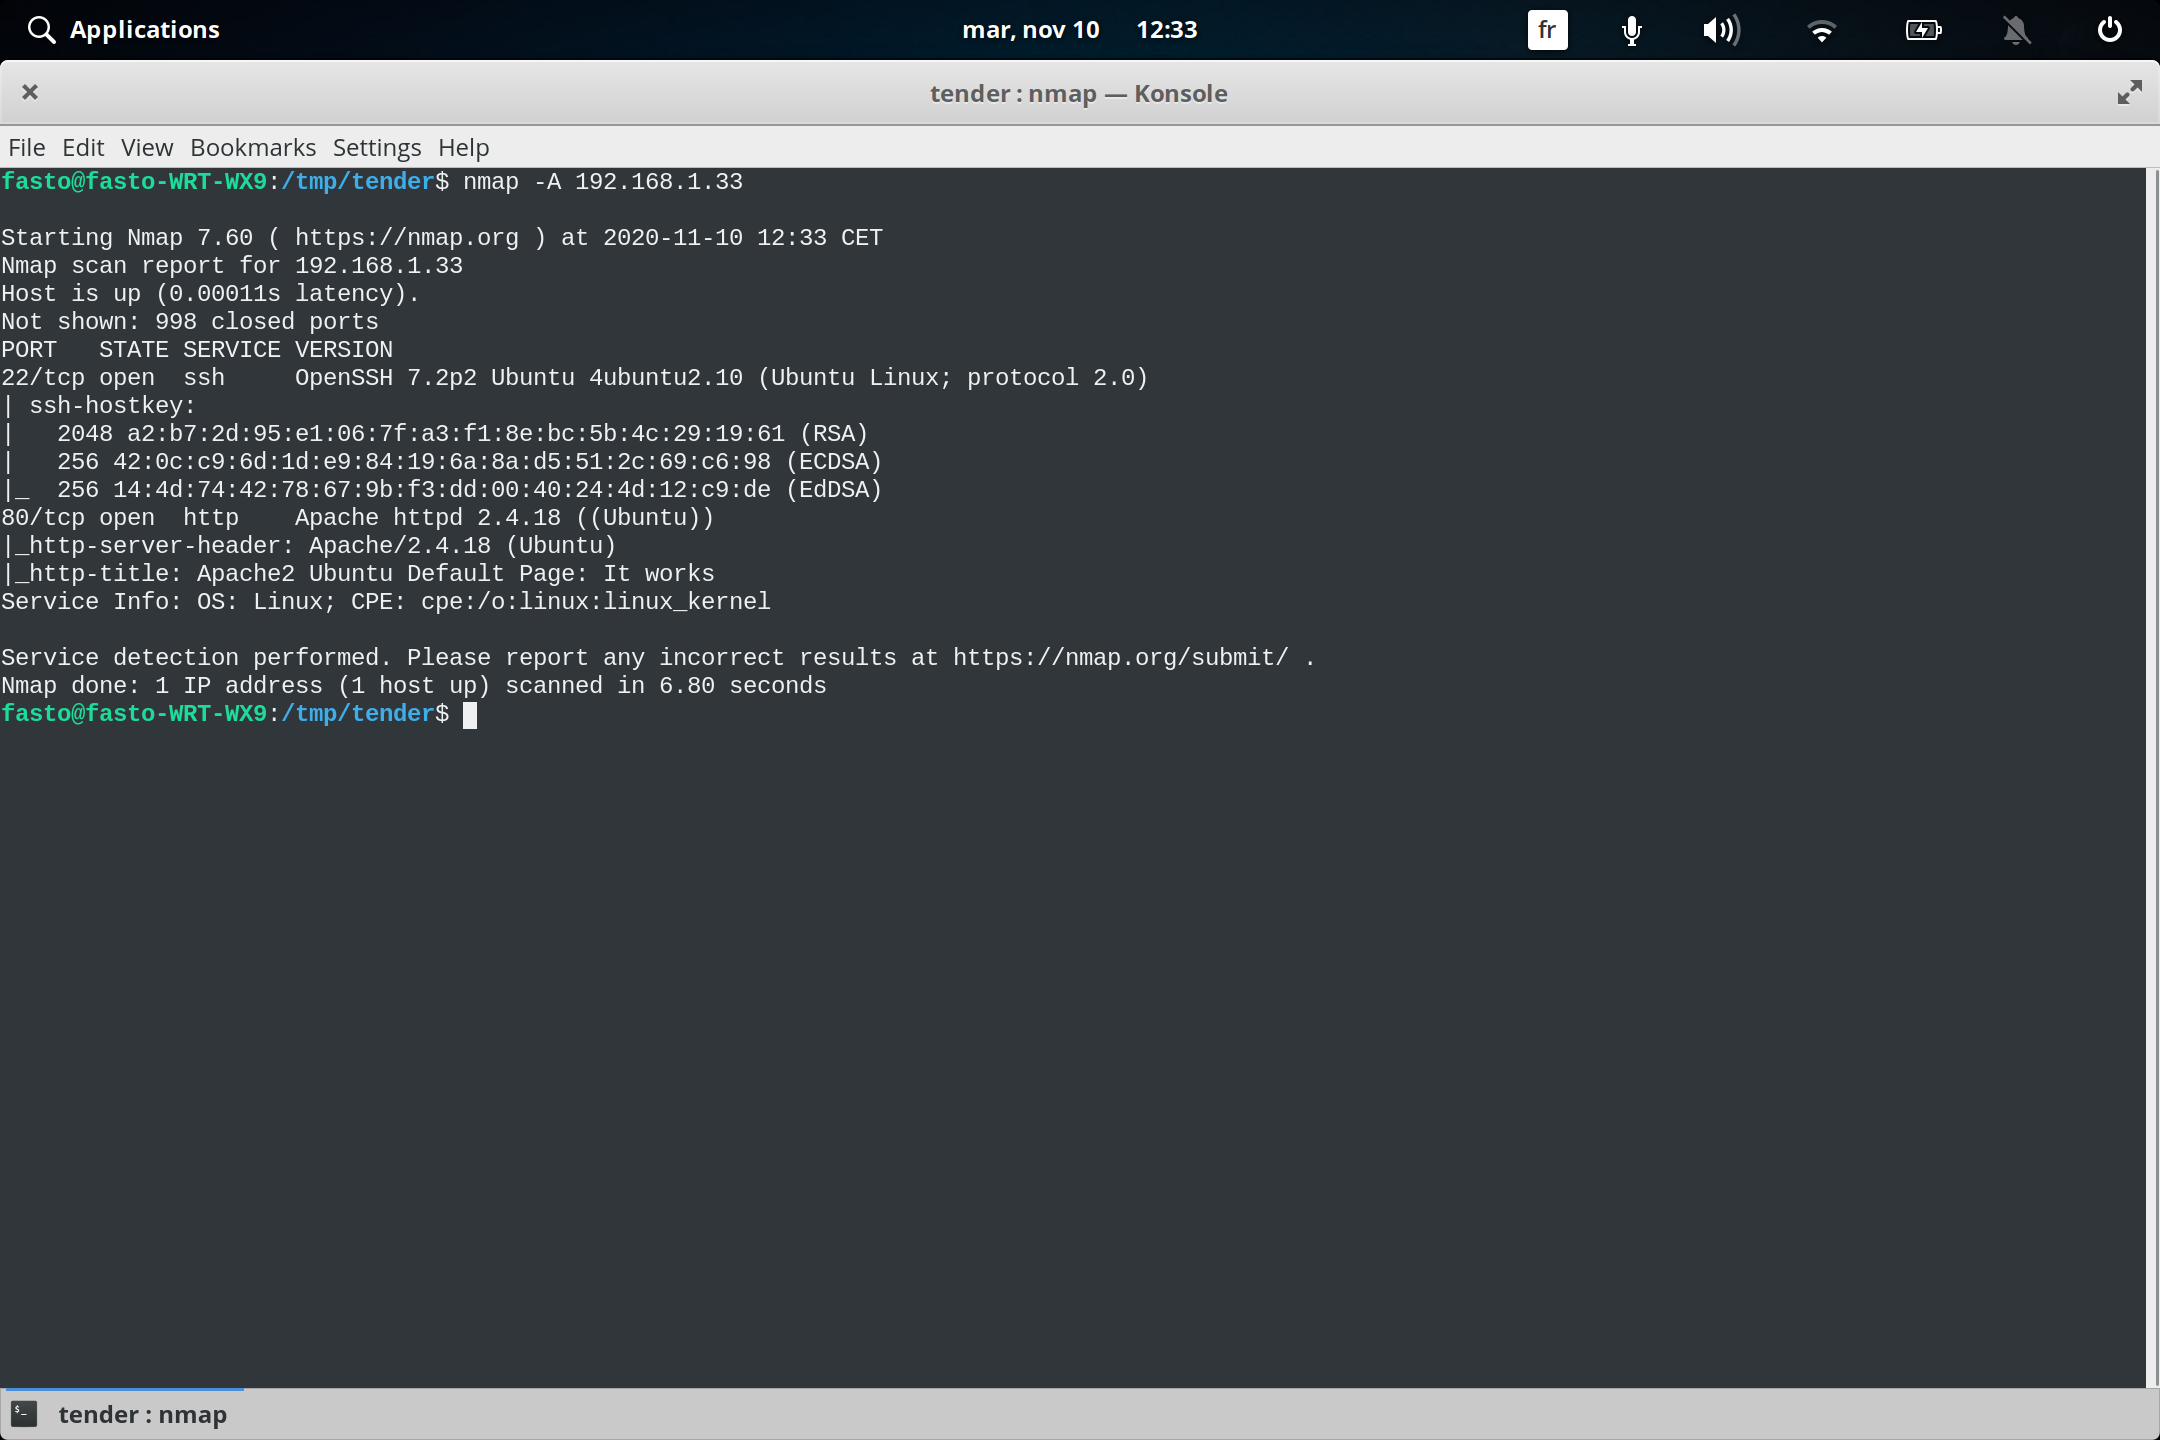 Applications mar, nov 10 12:33 fr
tender : nmap — Konsole
File Edit View Bookmarks Settings Help
fasto@fasto-WRT-WX9:/tmp/tender$ nmap -A 192.168.1.33
Starting Nmap 7.60 ( https://nmap.org ) at 2020-11-10 12:33 CET
Nmap scan report for 192.168.1.33
Host is up (0.00011s latency).
Not shown: 998 closed ports
PORT   STATE SERVICE VERSION
22/tcp open  ssh     OpenSSH 7.2p2 Ubuntu 4ubuntu2.10 (Ubuntu Linux; protocol 2.0)
| ssh-hostkey:
|   2048 a2:b7:2d:95:e1:06:7f:a3:f1:8e:bc:5b:4c:29:19:61 (RSA)
|   256 42:0c:c9:6d:1d:e9:84:19:6a:8a:d5:51:2c:69:c6:98 (ECDSA)
|_  256 14:4d:74:42:78:67:9b:f3:dd:00:40:24:4d:12:c9:de (EdDSA)
80/tcp open  http    Apache httpd 2.4.18 ((Ubuntu))
|_http-server-header: Apache/2.4.18 (Ubuntu)
|_http-title: Apache2 Ubuntu Default Page: It works
Service Info: OS: Linux; CPE: cpe:/o:linux:linux_kernel
Service detection performed. Please report any incorrect results at https://nmap.org/submit/ .
Nmap done: 1 IP address (1 host up) scanned in 6.80 seconds
fasto@fasto-WRT-WX9:/tmp/tender$
tender : nmap